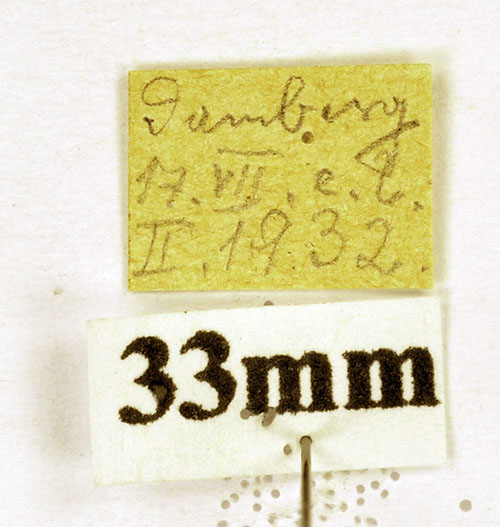 Damberg
17. VII. e. l.
II. 1932.
33mm